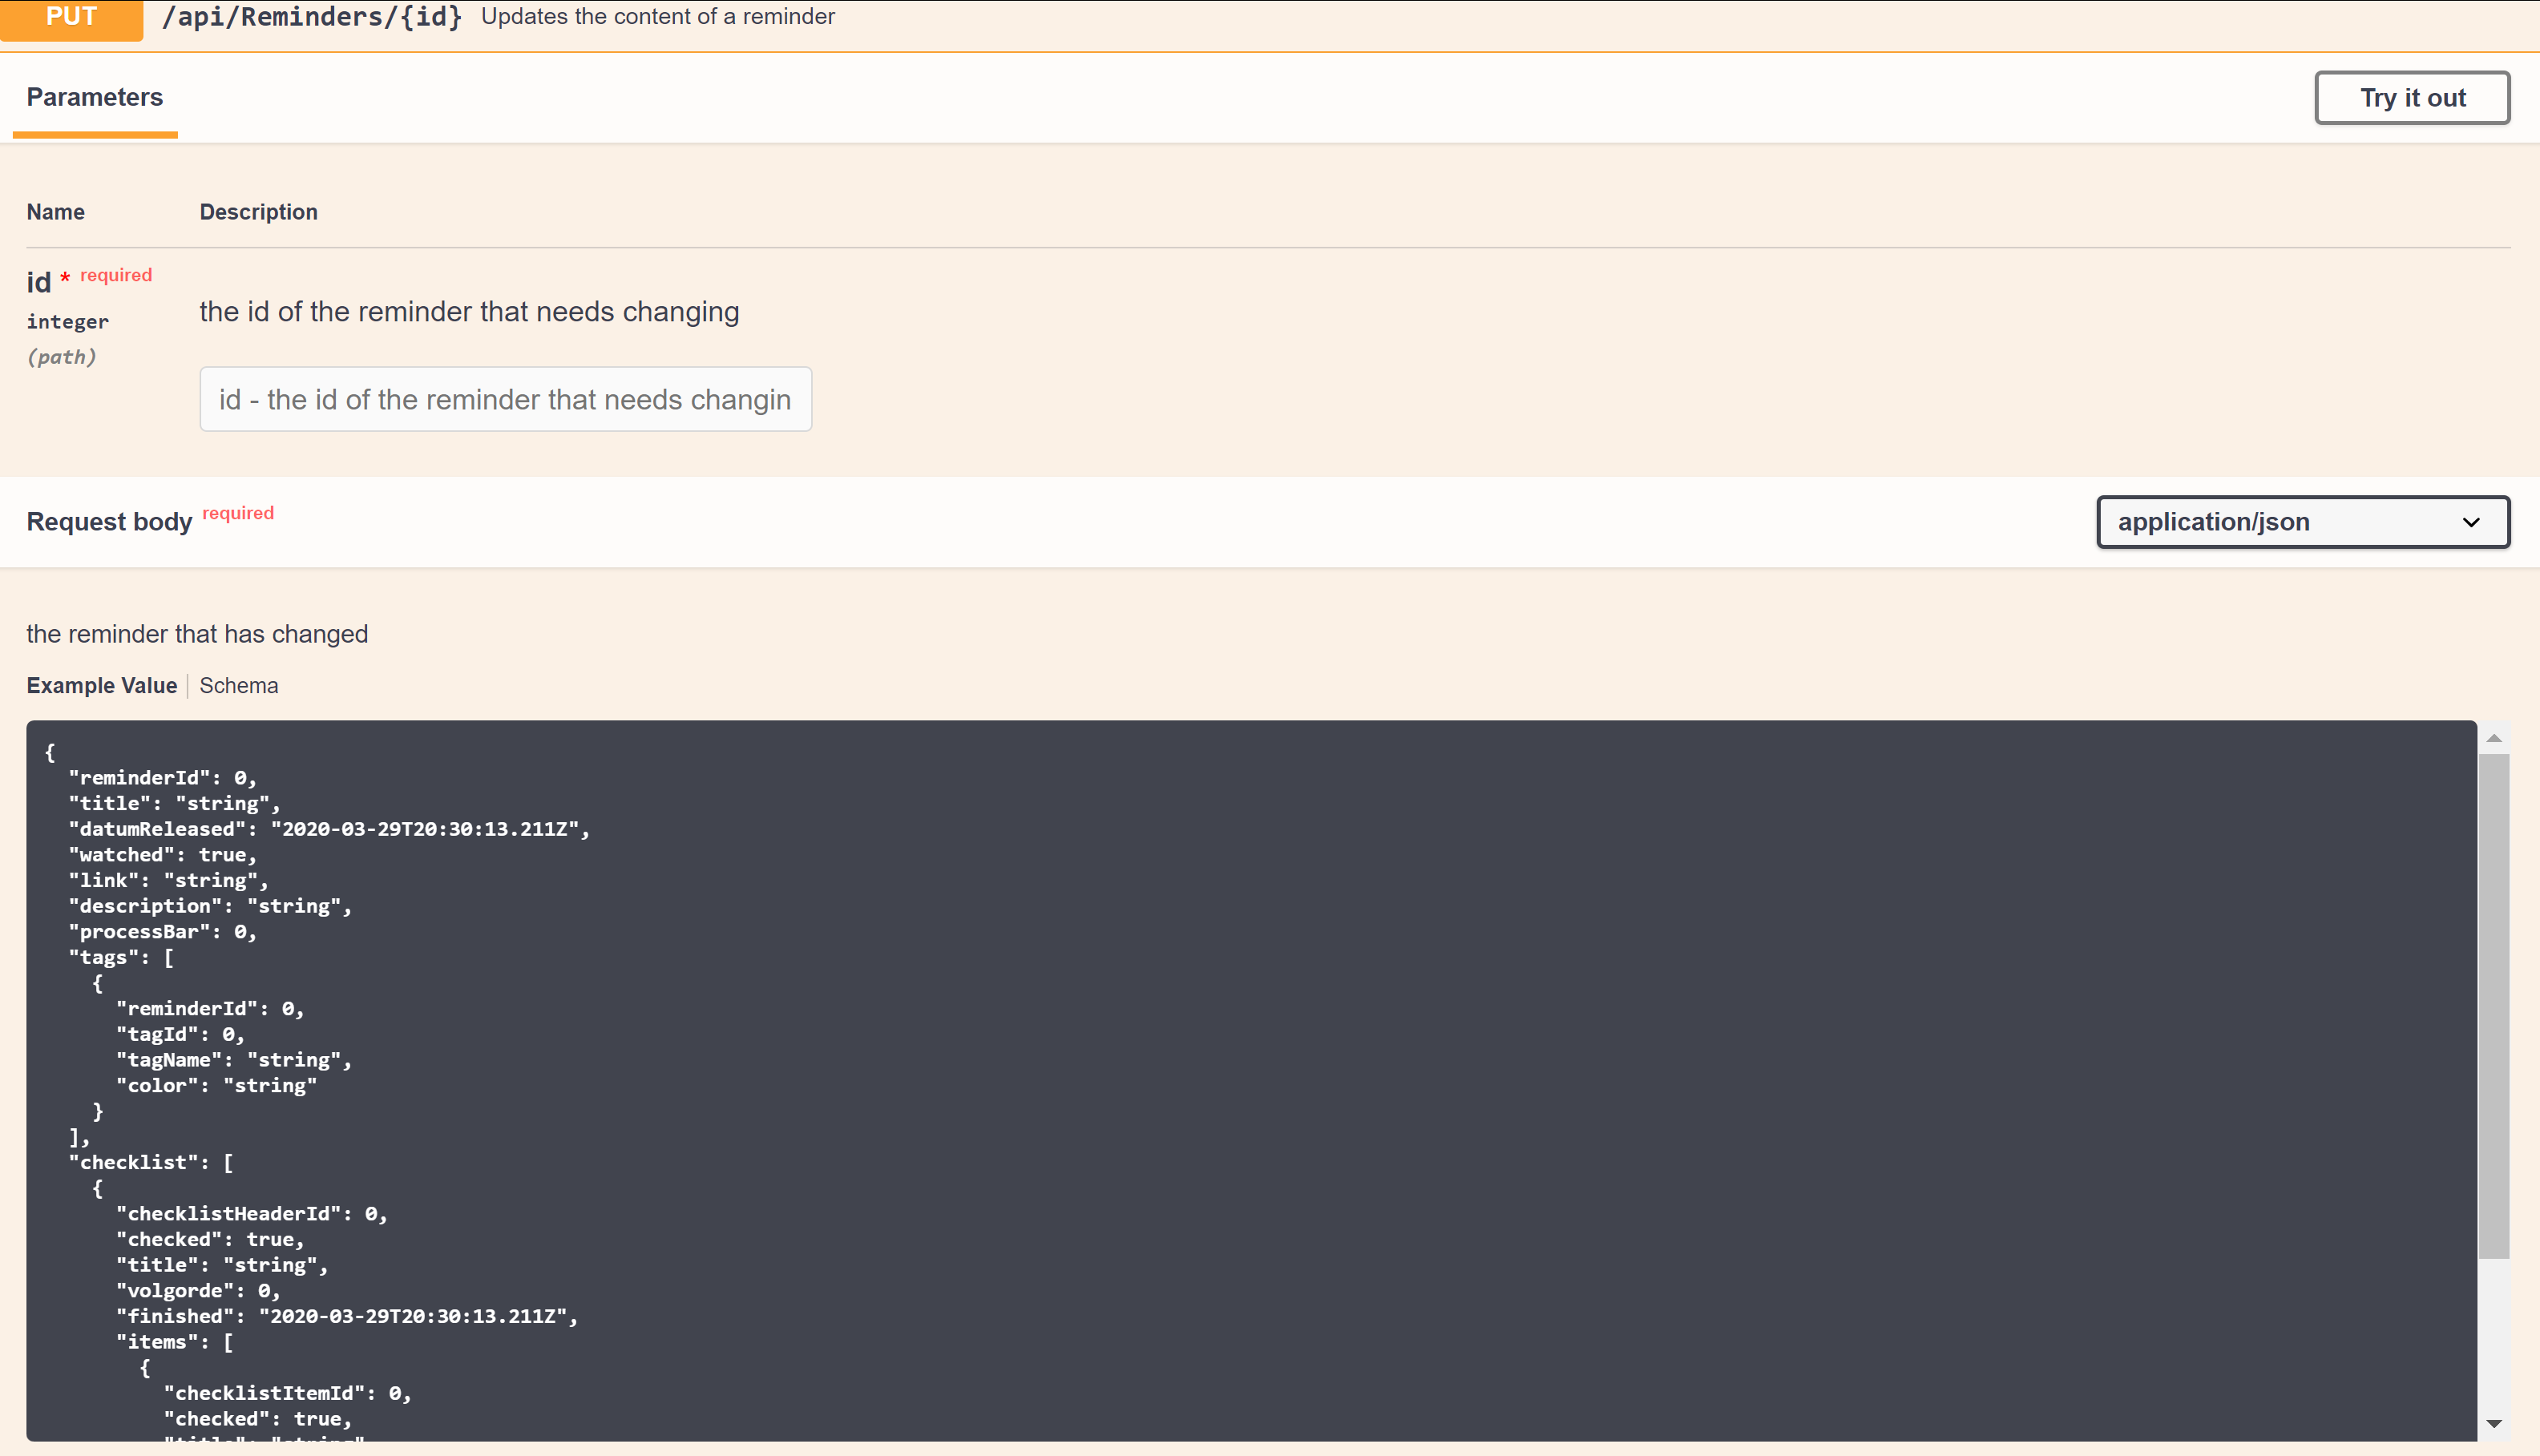 PUT /api/Reminders/{id} Updates the content of a reminder
Parameters
Try it out
Name Description
id * required
integer
(path)
the id of the reminder that needs changing
id - the id of the reminder that needs changin
Request body required
application/json
the reminder that has changed
Example Value | Schema
{
  "reminderId": 0,
  "title": "string",
  "datumReleased": "2020-03-29T20:30:13.211Z",
  "watched": true,
  "link": "string",
  "description": "string",
  "processBar": 0,
  "tags": [
    {
      "reminderId": 0,
      "tagId": 0,
      "tagName": "string",
      "color": "string"
    }
  ],
  "checklist": [
    {
      "checklistHeaderId": 0,
      "checked": true,
      "title": "string",
      "volgorde": 0,
      "finished": "2020-03-29T20:30:13.211Z",
      "items": [
        {
          "checklistItemId": 0,
          "checked": true,
          "title": "string"